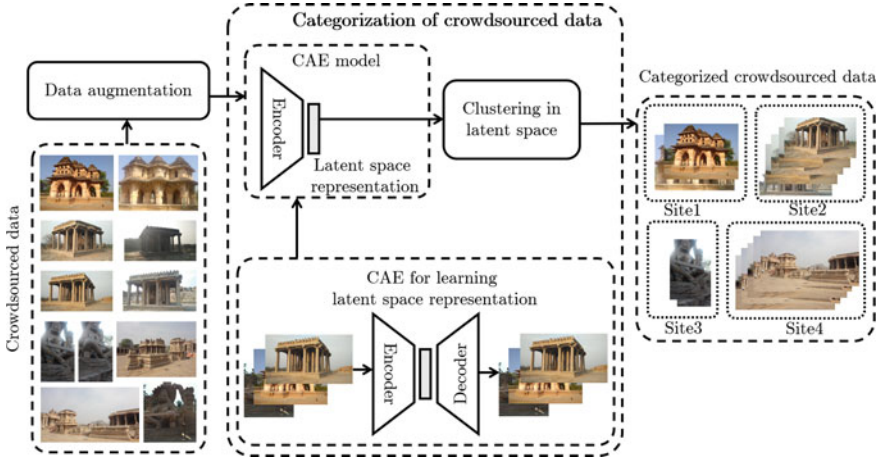 Categorization of crowdsourced data
Data augmentation
CAE model
Encoder
Latent space
representation
Clustering in
latent space
Categorized crowdsourced data
Site1
Site2
Site3
Site4
Crowdsourced data
CAE for learning
latent space representation
Encoder
Decoder